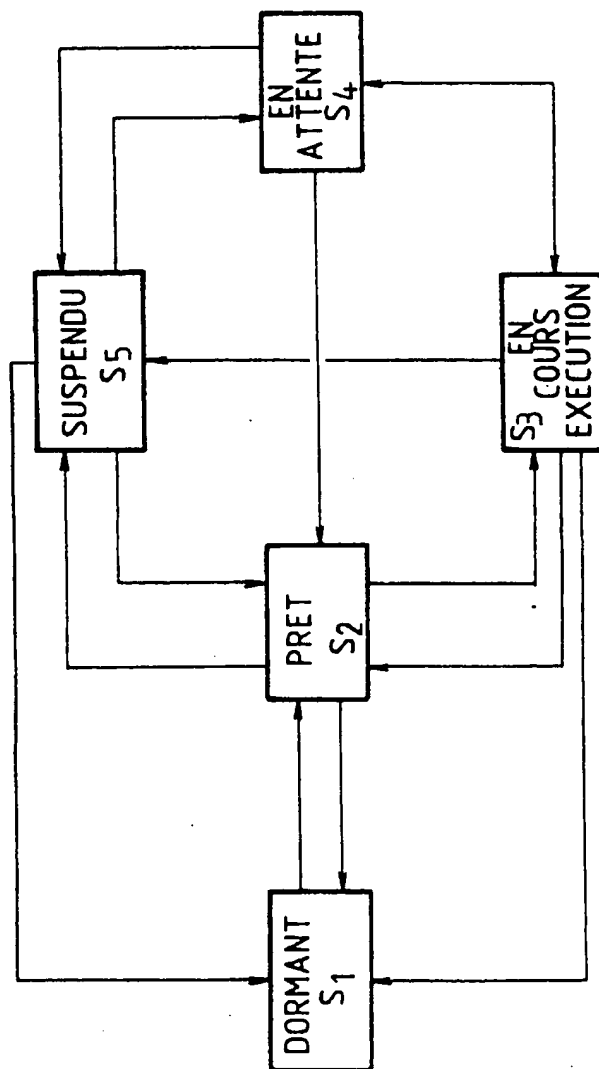 DORMANT
S1
PRET
S2
SUSPENDU
S5
S3 EN
COURS
EXECUTION
EN
ATTENTE
S4